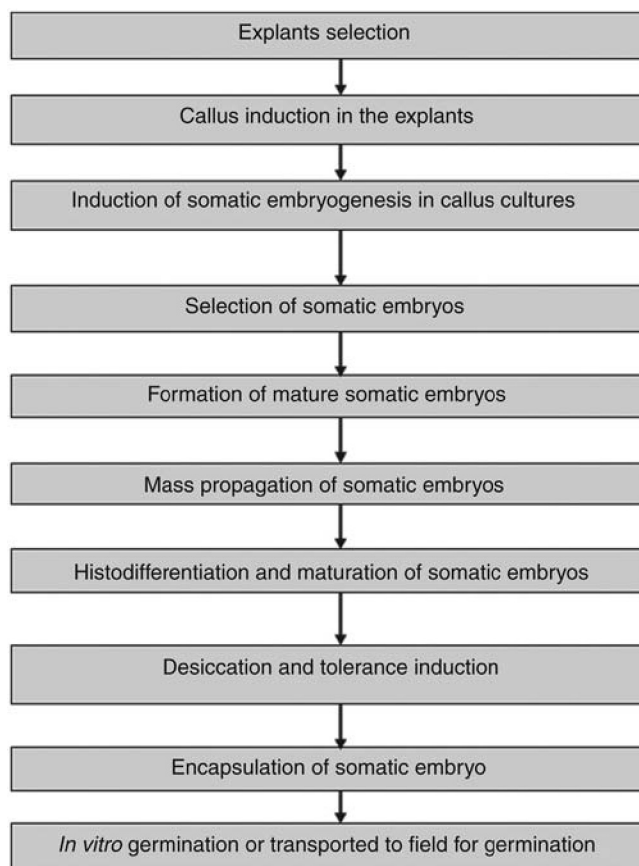 Explants selection
Callus induction in the explants
Induction of somatic embryogenesis in callus cultures
Selection of somatic embryos
Formation of mature somatic embryos
Mass propagation of somatic embryos
Histodifferentiation and maturation of somatic embryos
Desiccation and tolerance induction
Encapsulation of somatic embryo
In vitro germination or transported to field for germination